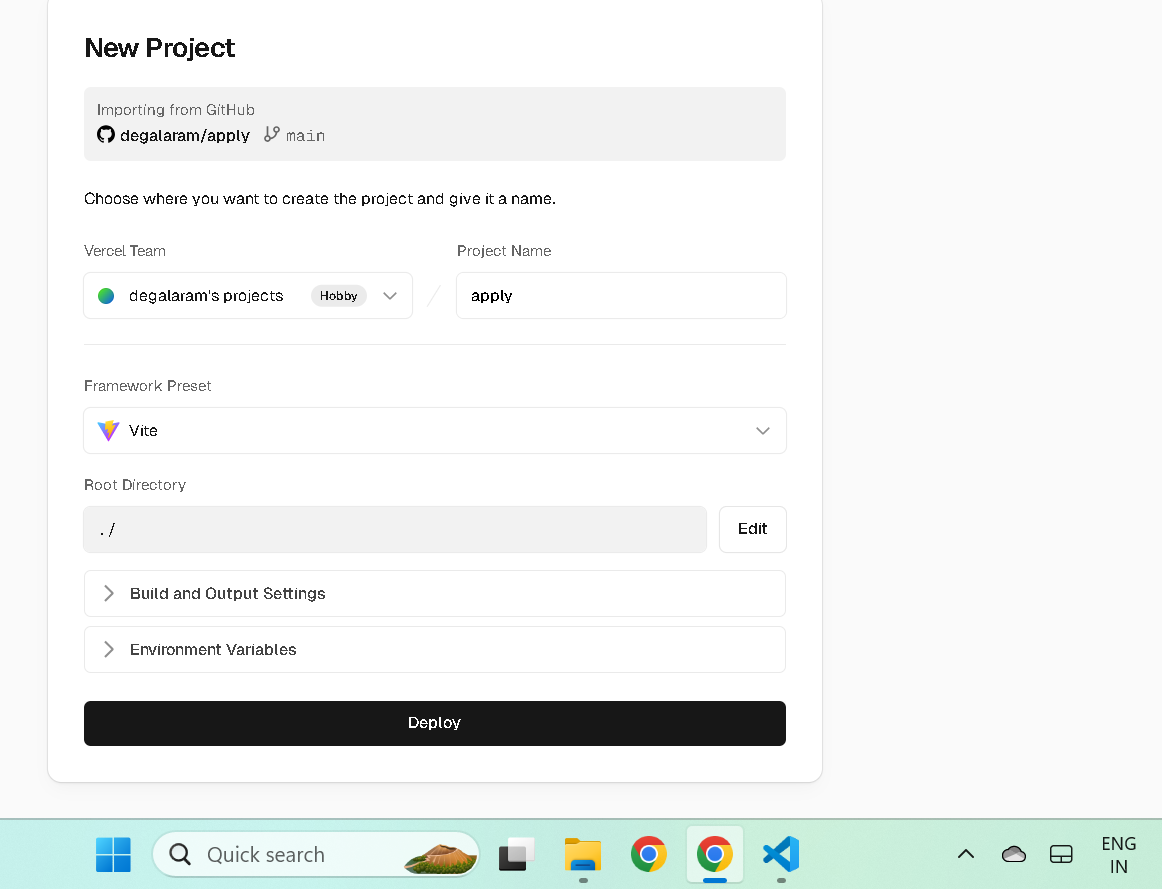 New Project
Importing from GitHub
degalaram/apply main
Choose where you want to create the project and give it a name.
Vercel Team
Project Name
degalaram's projects Hobby / apply
Framework Preset
Vite
Root Directory
./ Edit
Build and Output Settings
Environment Variables
Deploy
Quick search
ENG
IN